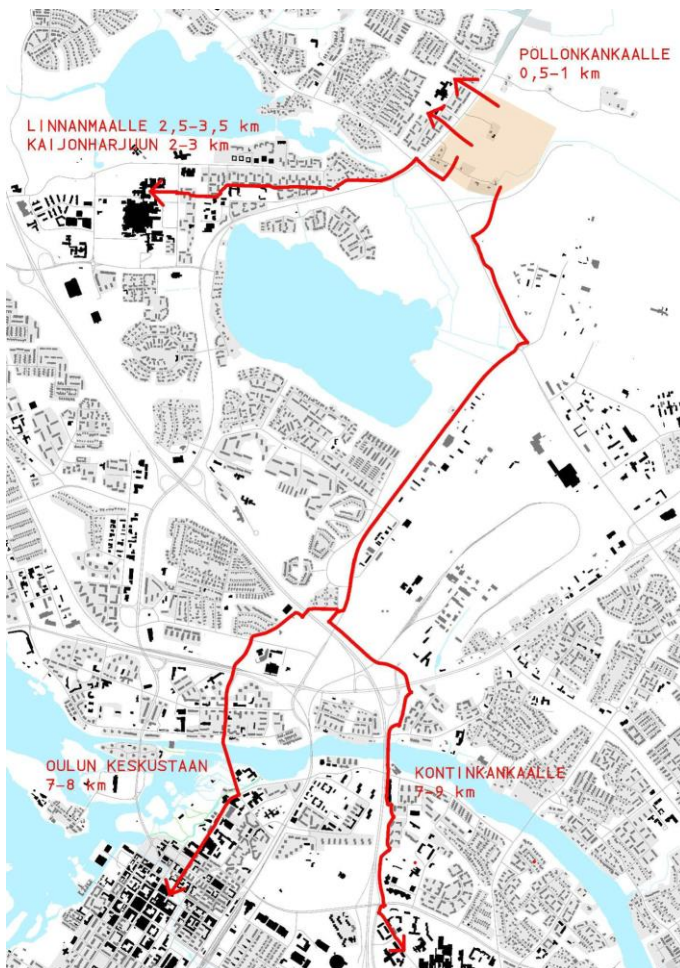 POLLONKANKAALLE
0,5-1 km
LINNANMAALLE 2,5-3,5 km
KAIJONHARJUUN 2-3 km
OULUN KESKUSTAAN
7-8 km
KONTINKANKAALLE
7-9 km